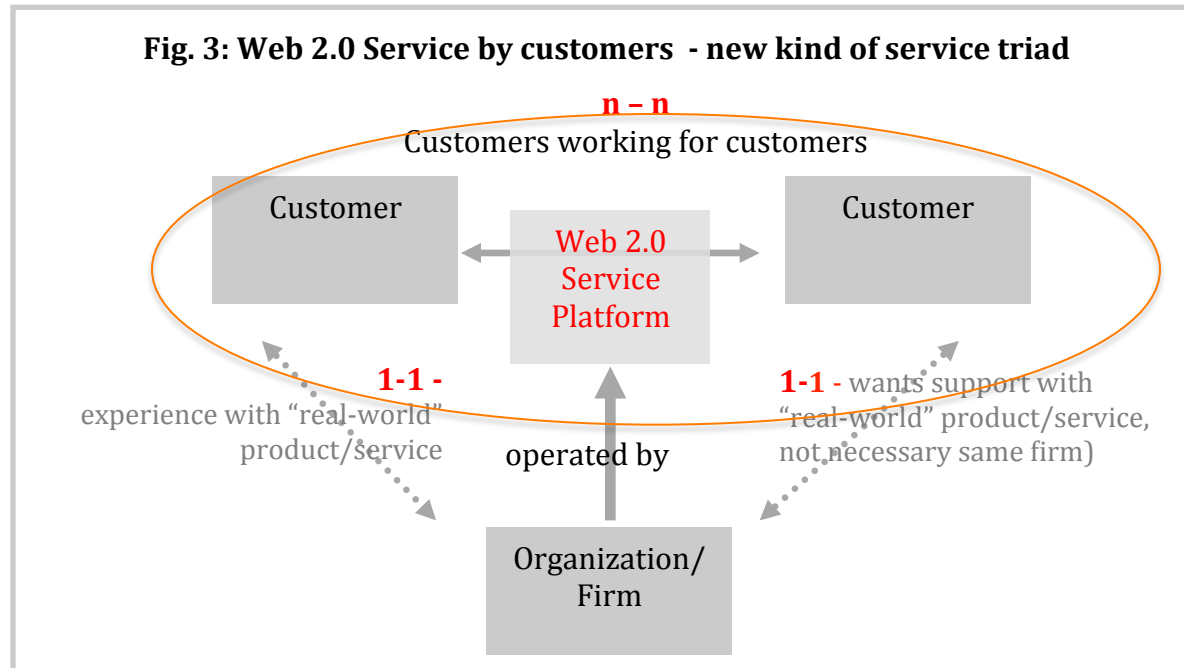 Fig. 3: Web 2.0 Service by customers - new kind of service triad
n – n
Customers working for customers
Customer
Customer
Web 2.0
Service
Platform
1-1 -
experience with “real-world”
product/service
1-1 - wants support with
“real-world” product/service,
not necessary same firm)
operated by
Organization/
Firm